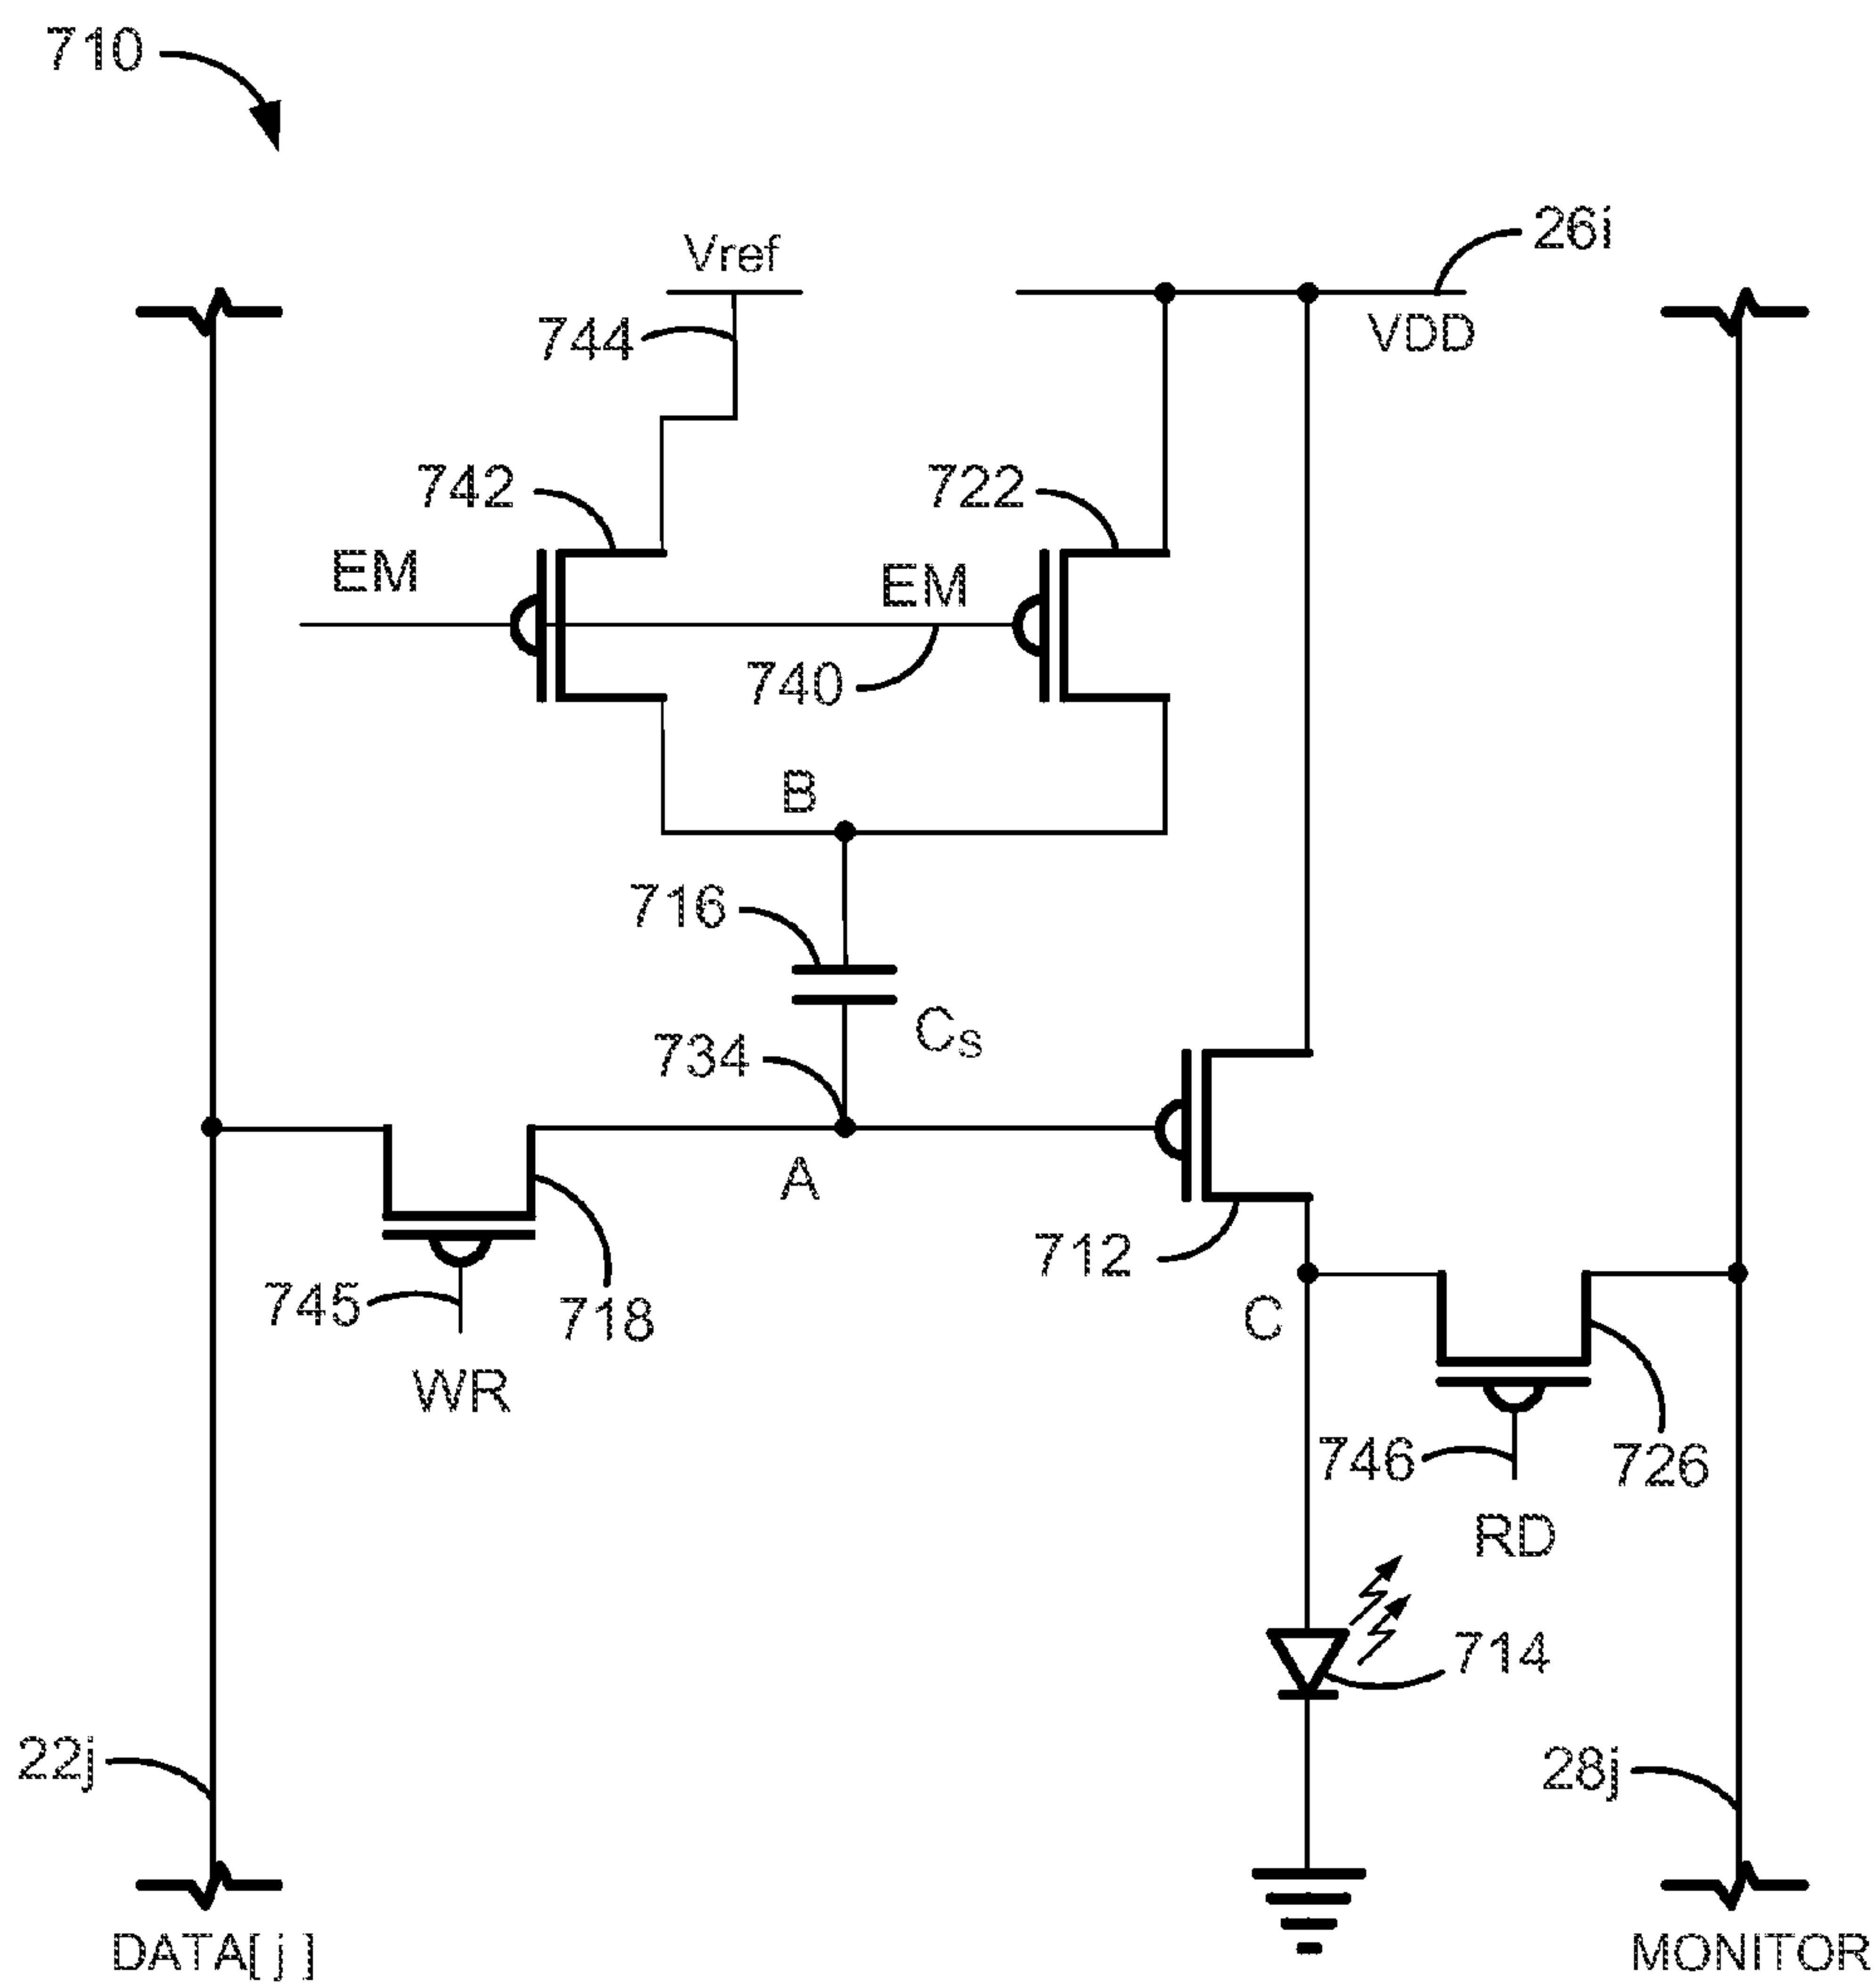 710
26i
Vref
744
VDD
742
722
EM
EM
740
B
716
Cs
734
A
712
745
718
C
WR
746
726
RD
714
22j
28j
DATA[ j ]
MONITOR